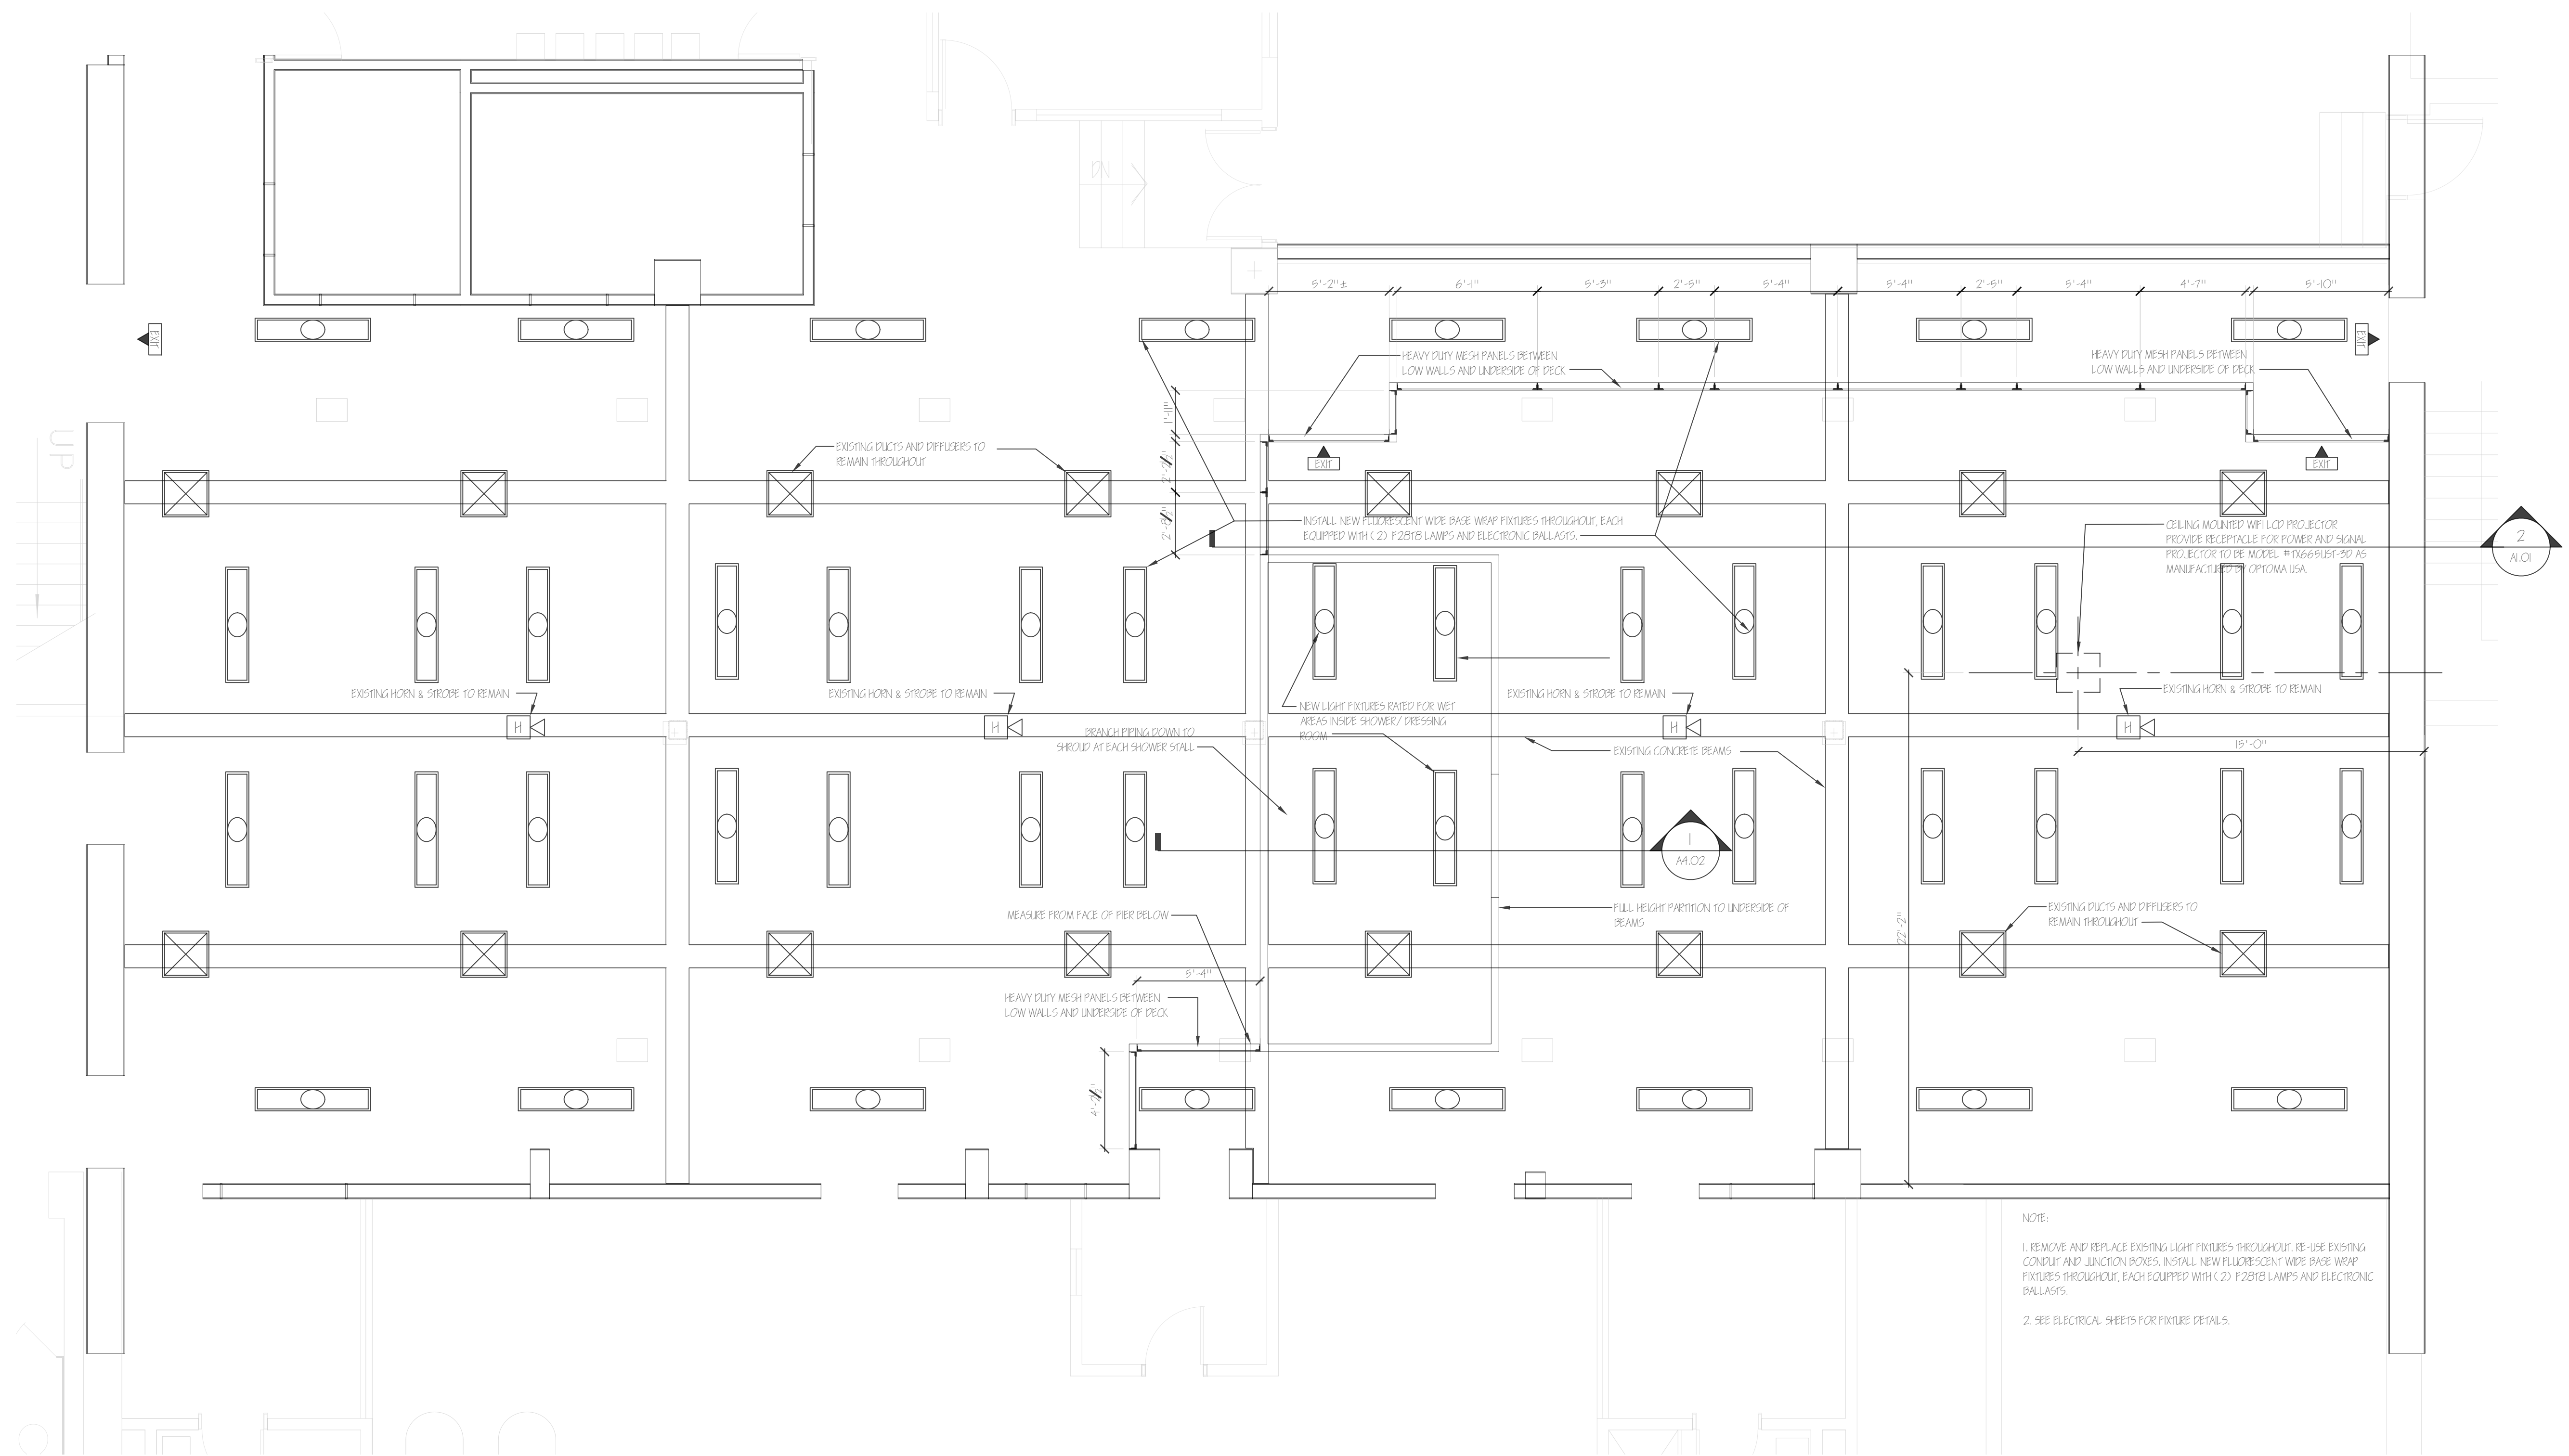 DN
5'-2"±
6'-1"
5'-3"
2'-5"
5'-4"
5'-4"
2'-5"
5'-4"
4'-7"
5'-10"
EXIT
EXIT
HEAVY DUTY MESH PANELS BETWEEN
LOW WALLS AND UNDERSIDE OF DECK
HEAVY DUTY MESH PANELS BETWEEN
LOW WALLS AND UNDERSIDE OF DECK
1'-11"
UP
EXISTING DUCTS AND DIFFUSERS TO
REMAIN THROUGHOUT
EXIT
EXIT
INSTALL NEW FLUORESCENT WIDE BASE WRAP FIXTURES THROUGHOUT, EACH
EQUIPPED WITH (2) F28T8 LAMPS AND ELECTRONIC BALLASTS.
CEILING MOUNTED WIFI LCD PROJECTOR
PROVIDE RECEPTACLE FOR POWER AND SIGNAL
PROJECTOR TO BE MODEL #TX665UST-3D AS
MANUFACTURED BY OPTOMA USA.
2
A1.01
EXISTING HORN & STROBE TO REMAIN
EXISTING HORN & STROBE TO REMAIN
EXISTING HORN & STROBE TO REMAIN
EXISTING HORN & STROBE TO REMAIN
H
H
H
H
NEW LIGHT FIXTURES RATED FOR WET
AREAS INSIDE SHOWER/ DRESSING
ROOM
BRANCH PIPING DOWN TO
SHROUD AT EACH SHOWER STALL
EXISTING CONCRETE BEAMS
15'-0"
1
A4.02
MEASURE FROM FACE OF PIER BELOW
FULL HEIGHT PARTITION TO UNDERSIDE OF
BEAMS
22'-2"
EXISTING DUCTS AND DIFFUSERS TO
REMAIN THROUGHOUT
5'-4"
HEAVY DUTY MESH PANELS BETWEEN
LOW WALLS AND UNDERSIDE OF DECK
NOTE:
1. REMOVE AND REPLACE EXISTING LIGHT FIXTURES THROUGHOUT. RE-USE EXISTING
CONDUIT AND JUNCTION BOXES. INSTALL NEW FLUORESCENT WIDE BASE WRAP
FIXTURES THROUGHOUT, EACH EQUIPPED WITH (2) F28T8 LAMPS AND ELECTRONIC
BALLASTS.
2. SEE ELECTRICAL SHEETS FOR FIXTURE DETAILS.